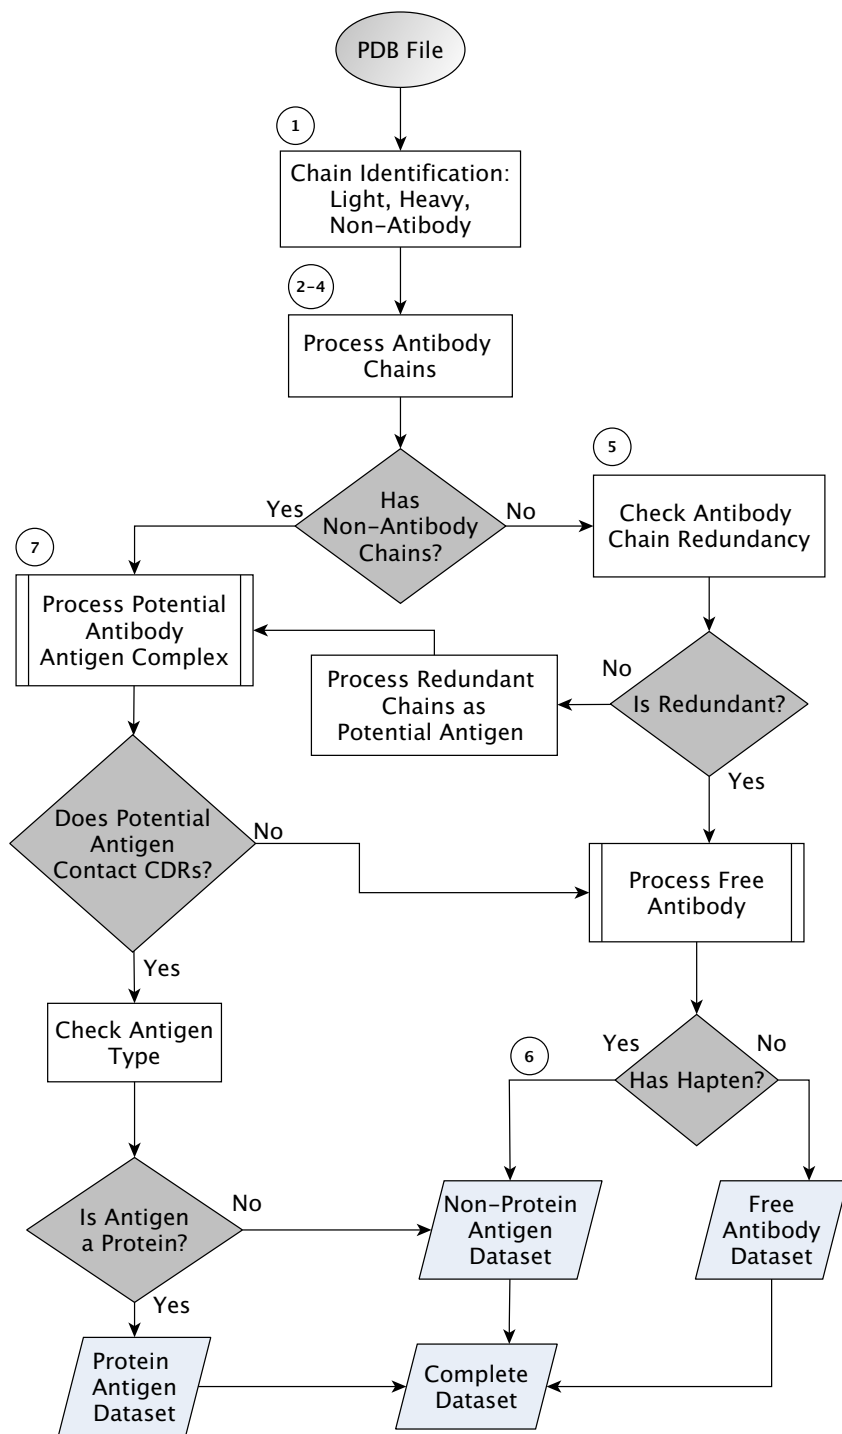 PDB File
1
Chain Identification:
Light, Heavy,
Non-Atibody
2-4
Process Antibody
Chains
Has
Non-Antibody
Chains?
Yes
No
5
Check Antibody
Chain Redundancy
7
Process Potential
Antibody
Antigen Complex
Process Redundant
Chains as
Potential Antigen
No
Is Redundant?
Yes
Does Potential
Antigen
Contact CDRs?
No
Yes
Process Free
Antibody
Check Antigen
Type
6
Yes
No
Has Hapten?
Is Antigen
a Protein?
No
Yes
Non-Protein
Antigen
Dataset
Free
Antibody
Dataset
Protein
Antigen
Dataset
Complete
Dataset